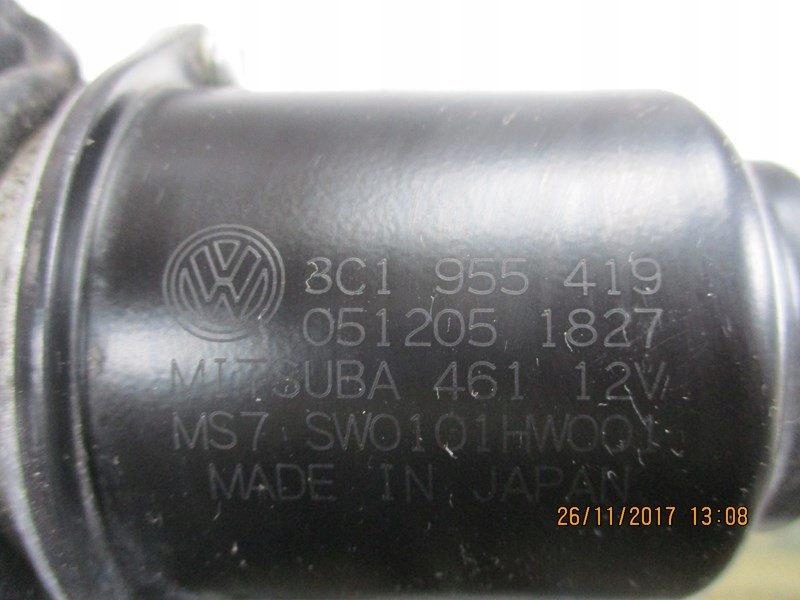 3C1 955 419
051205 1827
MITSUBA 461 12V
MS7 SW0101HW001
MADE IN JAPAN
26/11/2017 13:08